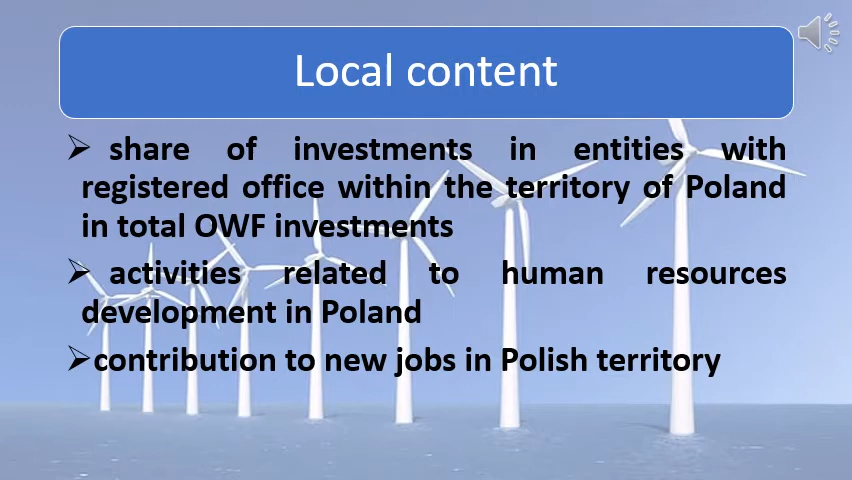 Local content
➢ share of investments in entities with
registered office within the territory of Poland
in total OWF investments
➢ activities related to human resources
development in Poland
➢contribution to new jobs in Polish territory